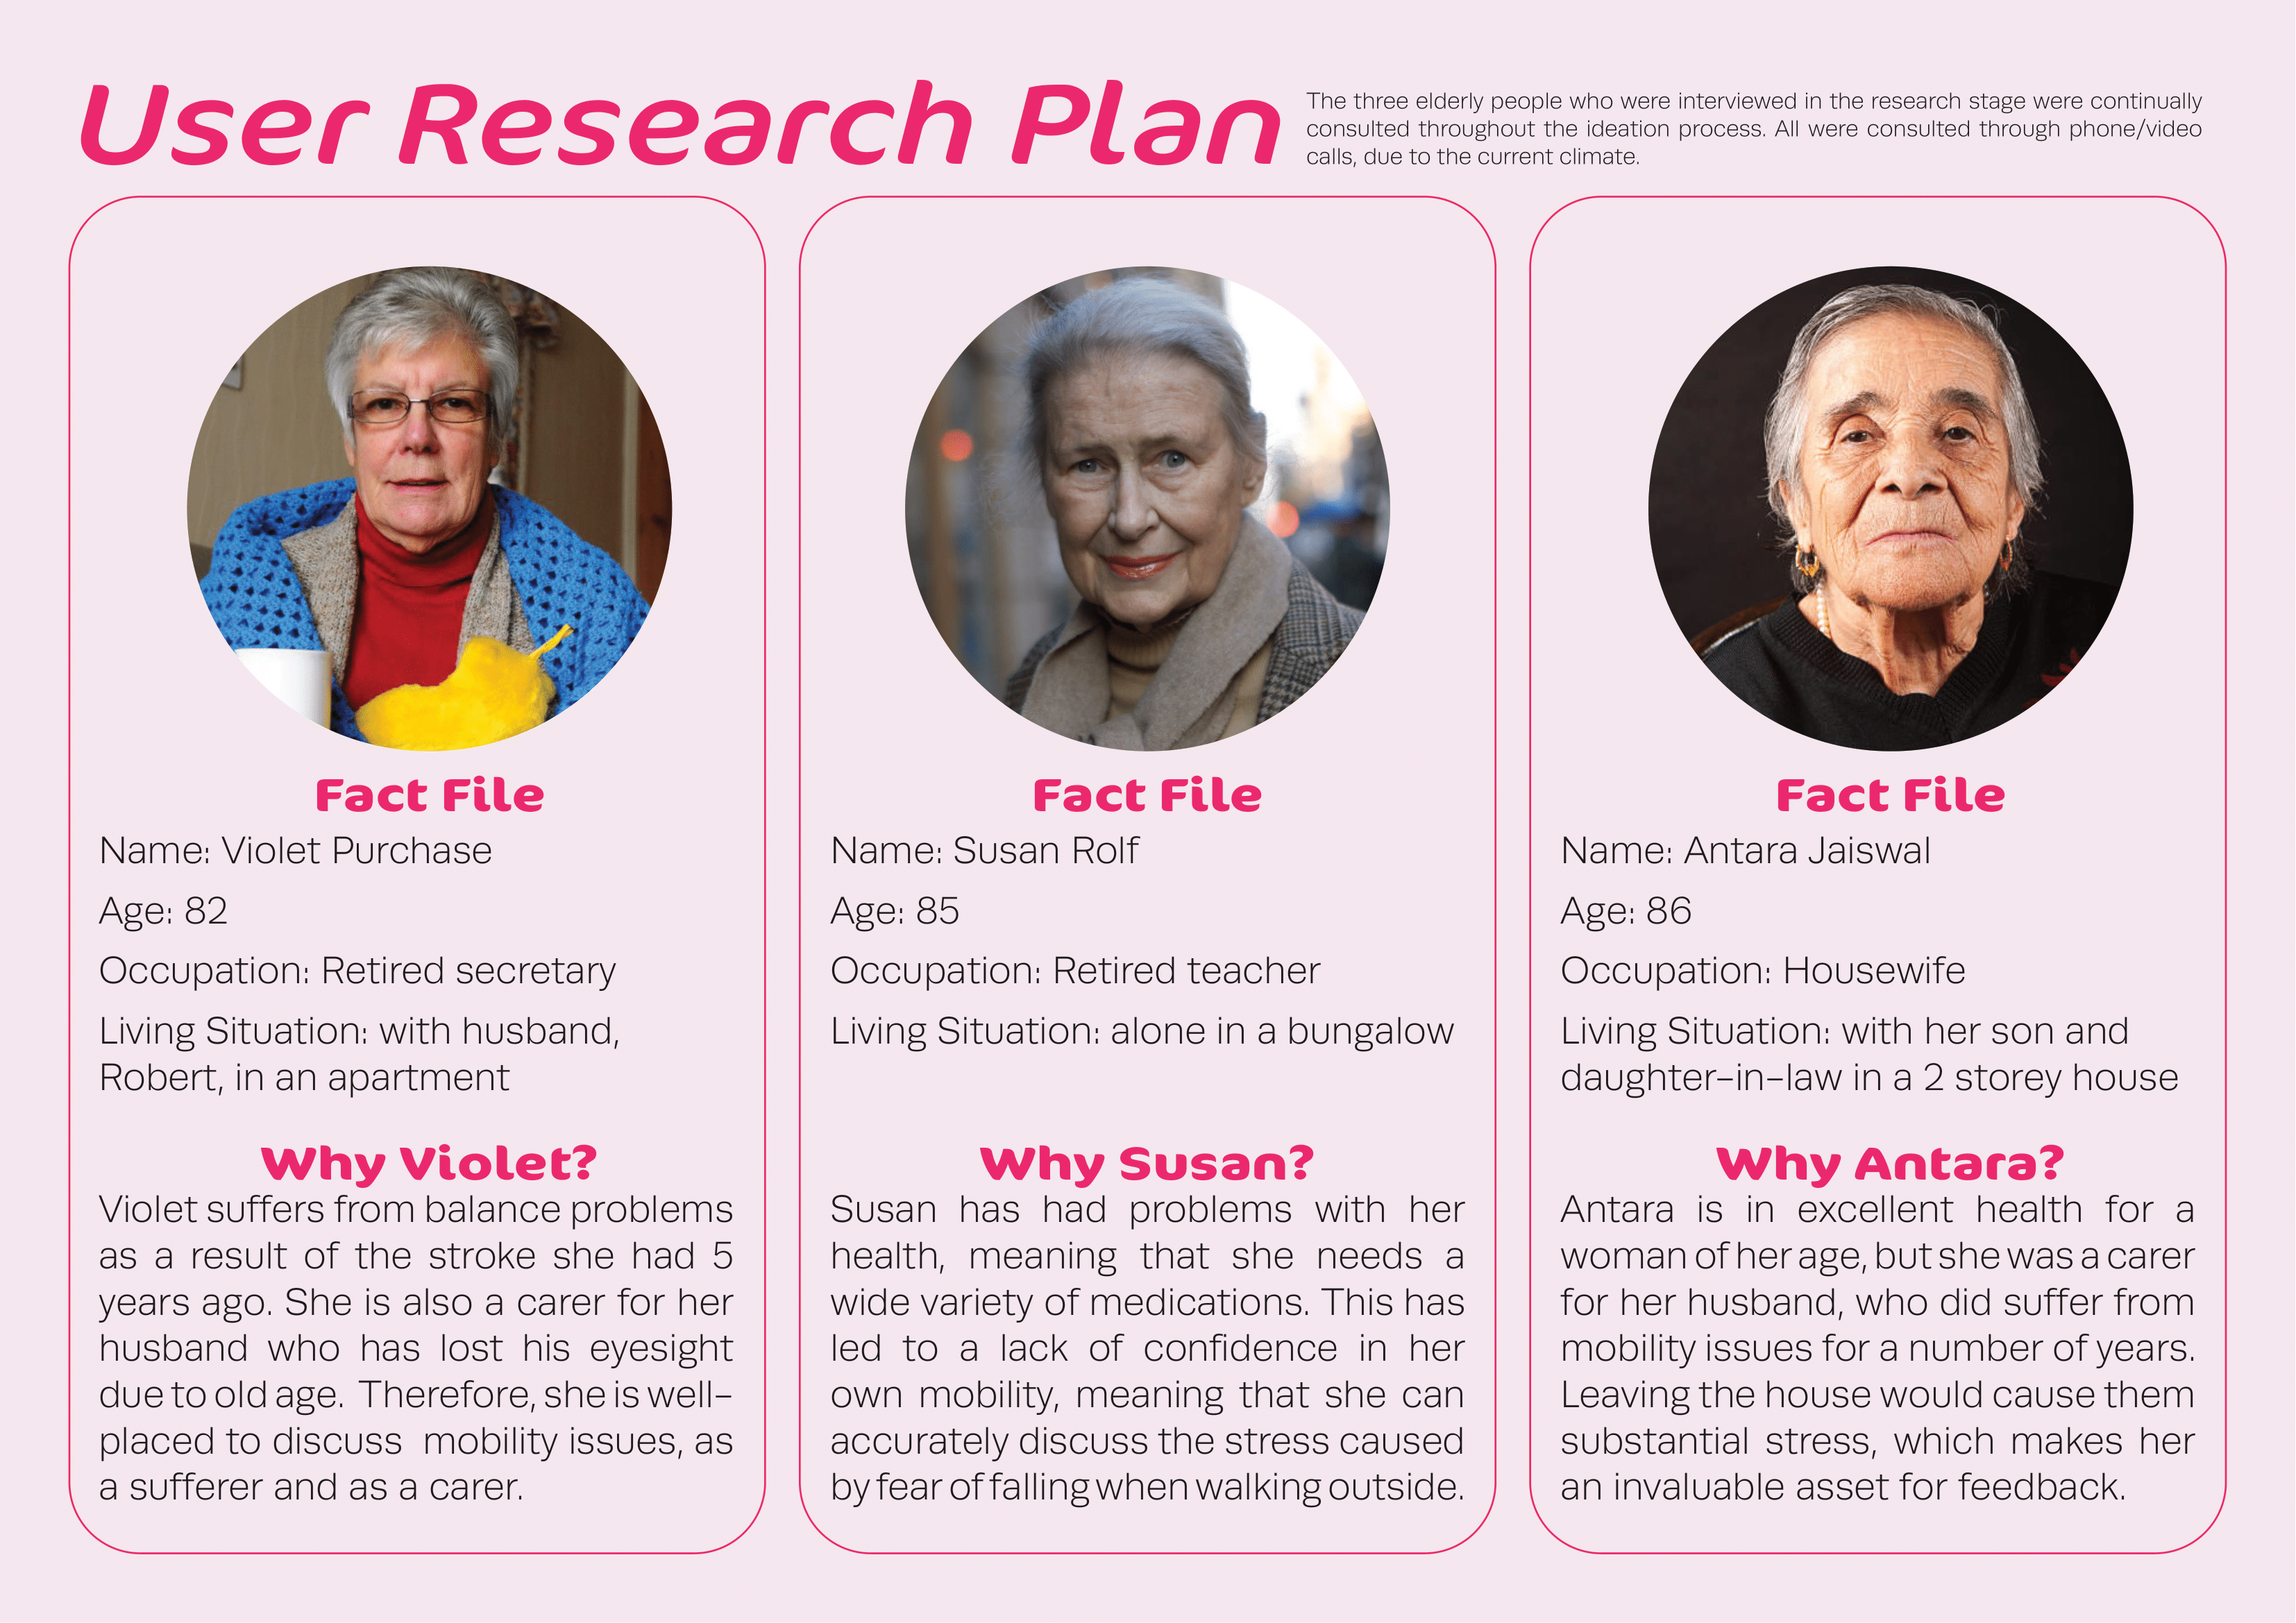 User Research Plan
The three elderly people who were interviewed in the research stage were continually
consulted throughout the ideation process. All were consulted through phone/video
calls, due to the current climate.
Fact File
Name: Violet Purchase
Age: 82
Occupation: Retired secretary
Living Situation: with husband,
Robert, in an apartment
Why Violet?
Violet suffers from balance problems
as a result of the stroke she had 5
years ago. She is also a carer for her
husband who has lost his eyesight
due to old age. Therefore, she is well-
placed to discuss mobility issues, as
a sufferer and as a carer.
Fact File
Name: Susan Rolf
Age: 85
Occupation: Retired teacher
Living Situation: alone in a bungalow
Why Susan?
Susan has had problems with her
health, meaning that she needs a
wide variety of medications. This has
led to a lack of confidence in her
own mobility, meaning that she can
accurately discuss the stress caused
by fear of falling when walking outside.
Fact File
Name: Antara Jaiswal
Age: 86
Occupation: Housewife
Living Situation: with her son and
daughter-in-law in a 2 storey house
Why Antara?
Antara is in excellent health for a
woman of her age, but she was a carer
for her husband, who did suffer from
mobility issues for a number of years.
Leaving the house would cause them
substantial stress, which makes her
an invaluable asset for feedback.